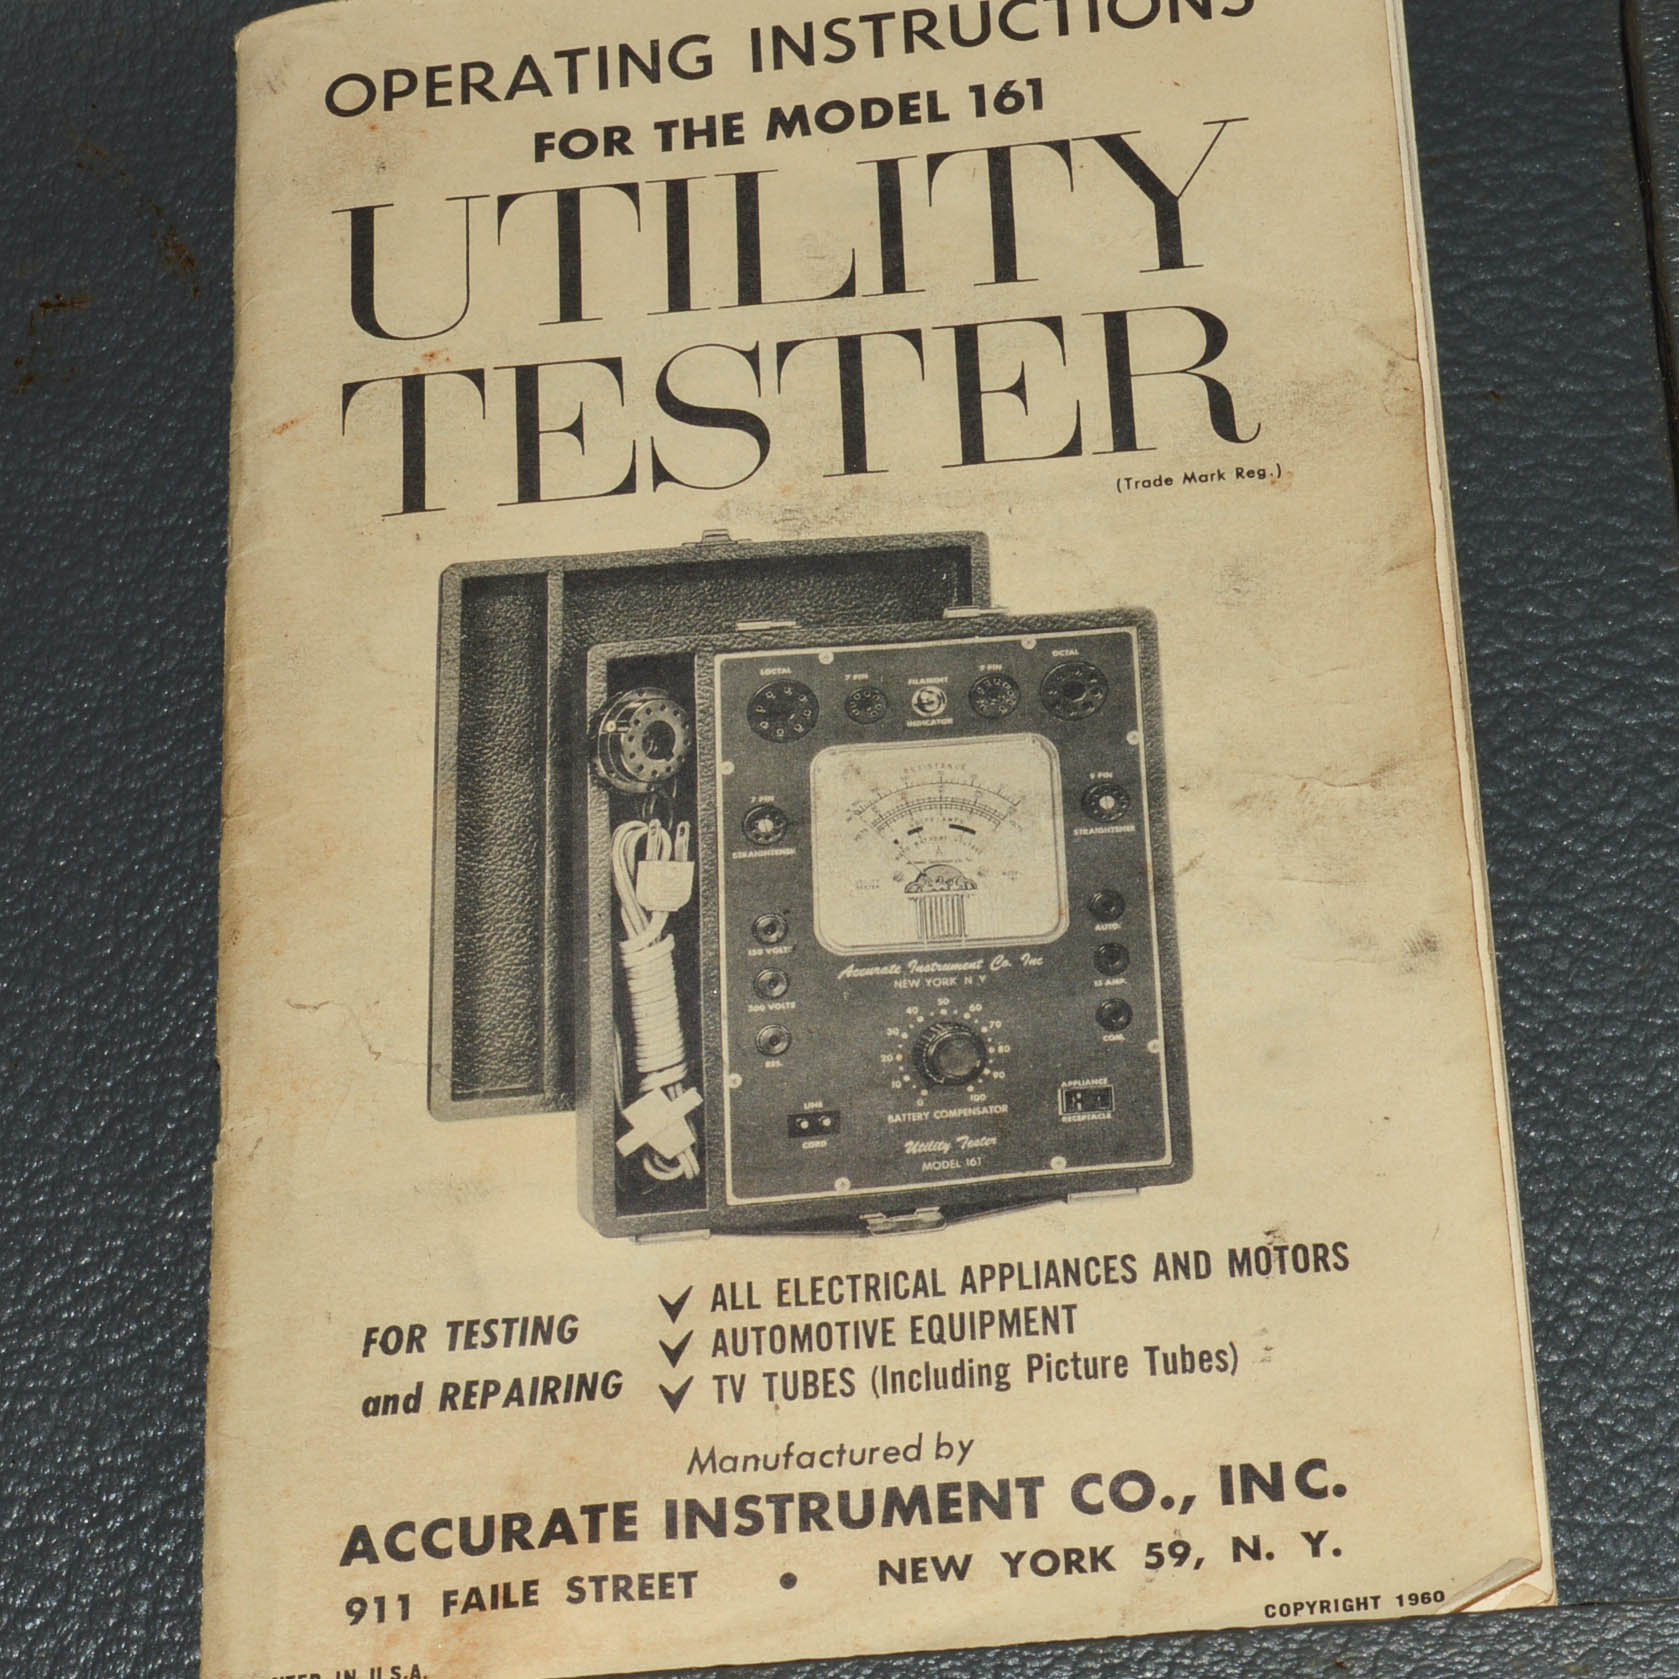 OPERATING INSTRUCTIONS
FOR THE MODEL 161
UTILITY
TESTER
(Trade Mark Reg.)
LOCTAL
7 PIN
FILAMENT
INDICATOR
9 PIN
OCTAL
RESISTANCE
7 PIN
STRAIGHTENER
9 PIN
STRAIGHTENER
150 VOLTS
300 VOLTS
RES.
AUTO.
15 AMP.
COM.
Accurate Instrument Co. Inc
NEW YORK N Y
0 10 20 30 40 50 60 70 80 90 100
BATTERY COMPENSATOR
LINE
CORD
APPLIANCE
RECEPTACLE
Utility Tester
MODEL 161
FOR TESTING
and REPAIRING
ALL ELECTRICAL APPLIANCES AND MOTORS
AUTOMOTIVE EQUIPMENT
TV TUBES (Including Picture Tubes)
Manufactured by
ACCURATE INSTRUMENT CO., INC.
911 FAILE STREET • NEW YORK 59, N. Y.
COPYRIGHT 1960
IN U.S.A.